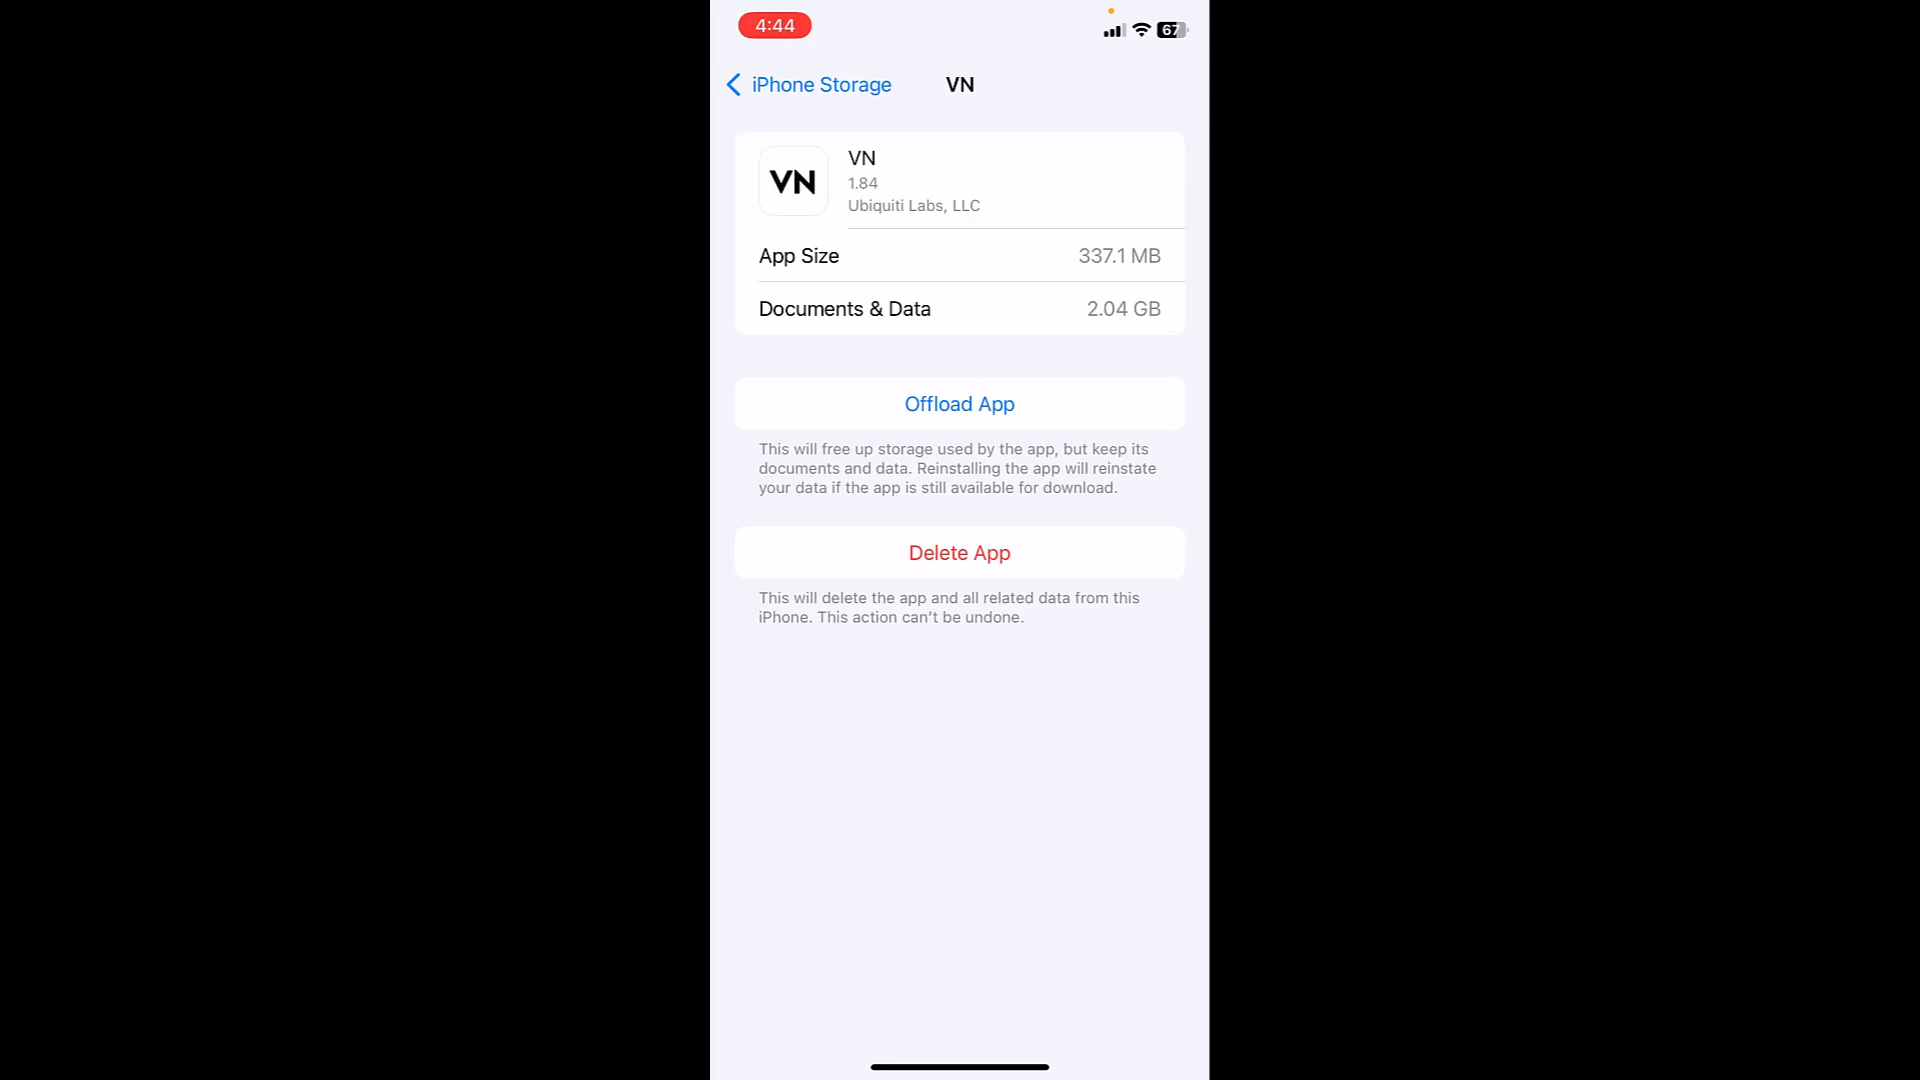 4:44
67
iPhone Storage
VN
VN
VN
1.84
Ubiquiti Labs, LLC
App Size 337.1 MB
Documents & Data 2.04 GB
Offload App
This will free up storage used by the app, but keep its
documents and data. Reinstalling the app will reinstate
your data if the app is still available for download.
Delete App
This will delete the app and all related data from this
iPhone. This action can't be undone.